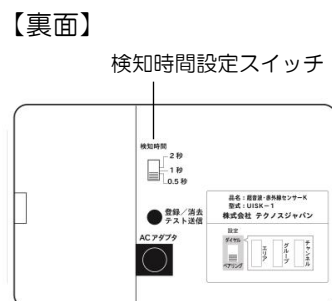 【裏面】
検知時間設定スイッチ
検知時間
2 秒
1 秒
0.5 秒
登録／消去
テスト送信
ACアダプタ
品名：超音波・赤外線センサーK
型式：UISK－1
株式会社 テクノスジャパン
設定
ダイヤル
ペアリング
エリア
グループ
チャンネル